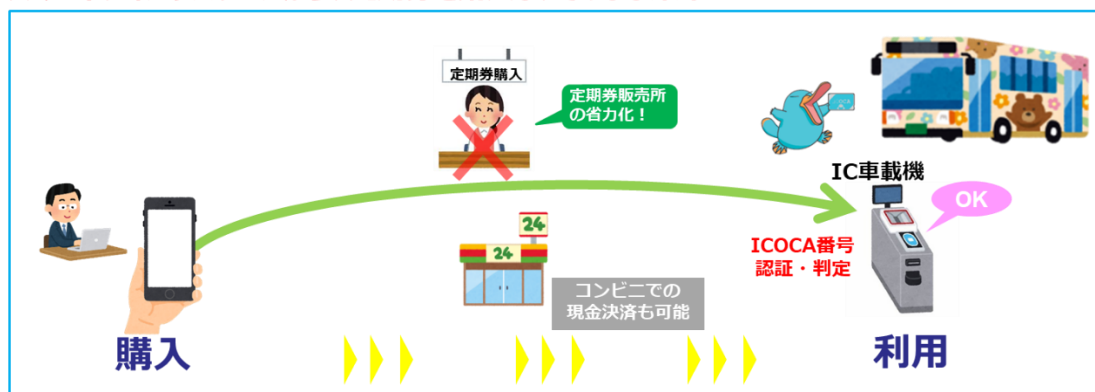 定期券購入
定期券販売所
の省力化！
IC車載機
OK
ICOCA番号
認証・判定
24
24
コンビニでの
現金決済も可能
購入
利用